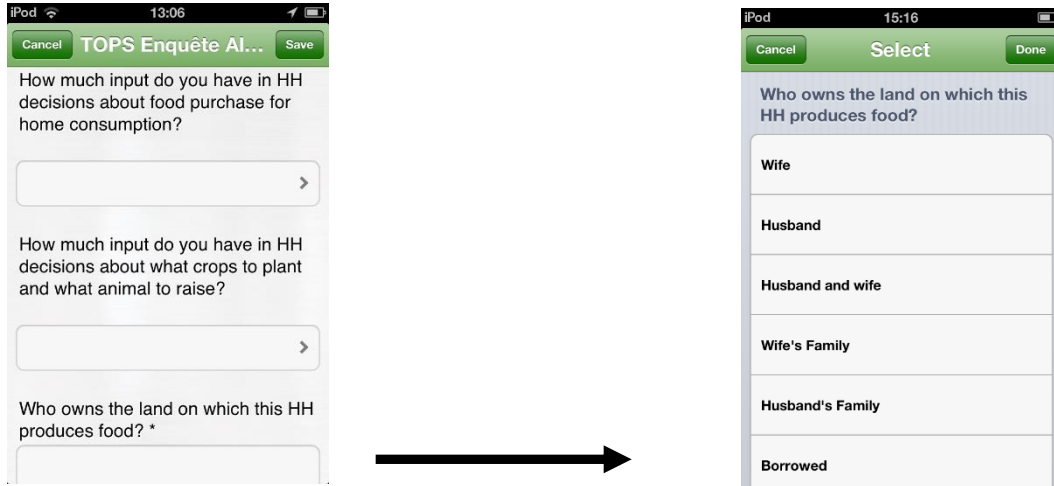 iPod 13:06
Cancel TOPS Enquête Al... Save
How much input do you have in HH
decisions about food purchase for
home consumption?
How much input do you have in HH
decisions about what crops to plant
and what animal to raise?
Who owns the land on which this HH
produces food? *
iPod 15:16
Cancel Select Done
Who owns the land on which this
HH produces food?
Wife
Husband
Husband and wife
Wife's Family
Husband's Family
Borrowed